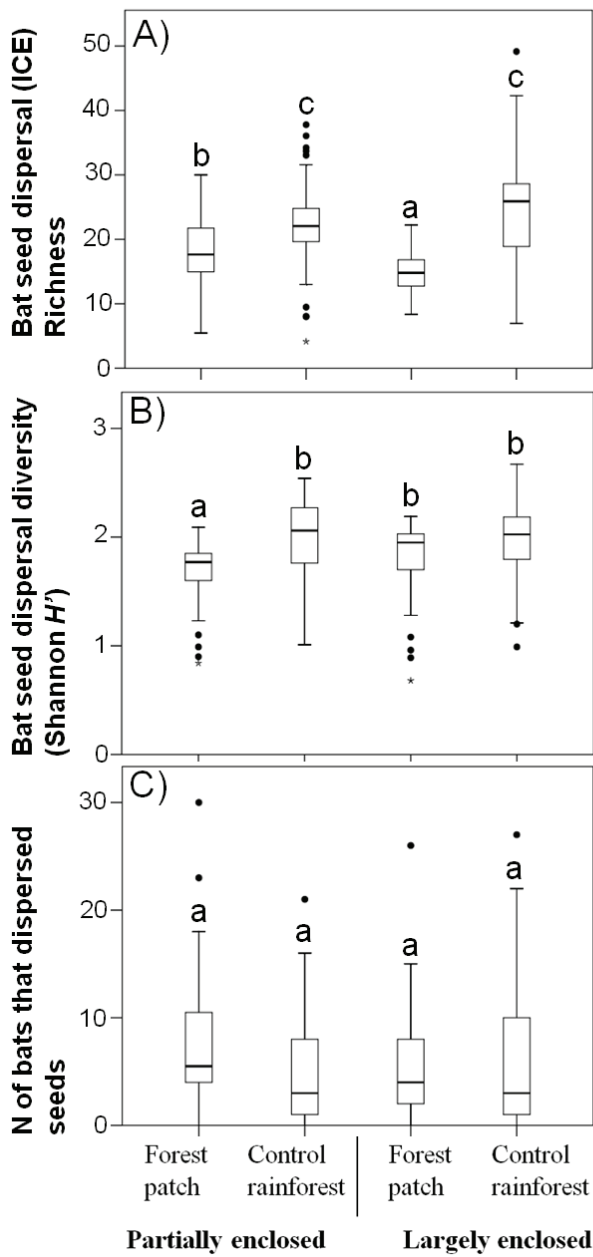 Bat seed dispersal (ICE)
Richness
A)
50
40
30
20
10
0
b
c
a
c
*
Bat seed dispersal diversity
(Shannon H’)
B)
3
2
1
0
a
b
b
b
*
*
N of bats that dispersed
seeds
C)
30
20
10
0
a
a
a
a
Forest
patch
Control
rainforest
Forest
patch
Control
rainforest
Partially enclosed
Largely enclosed